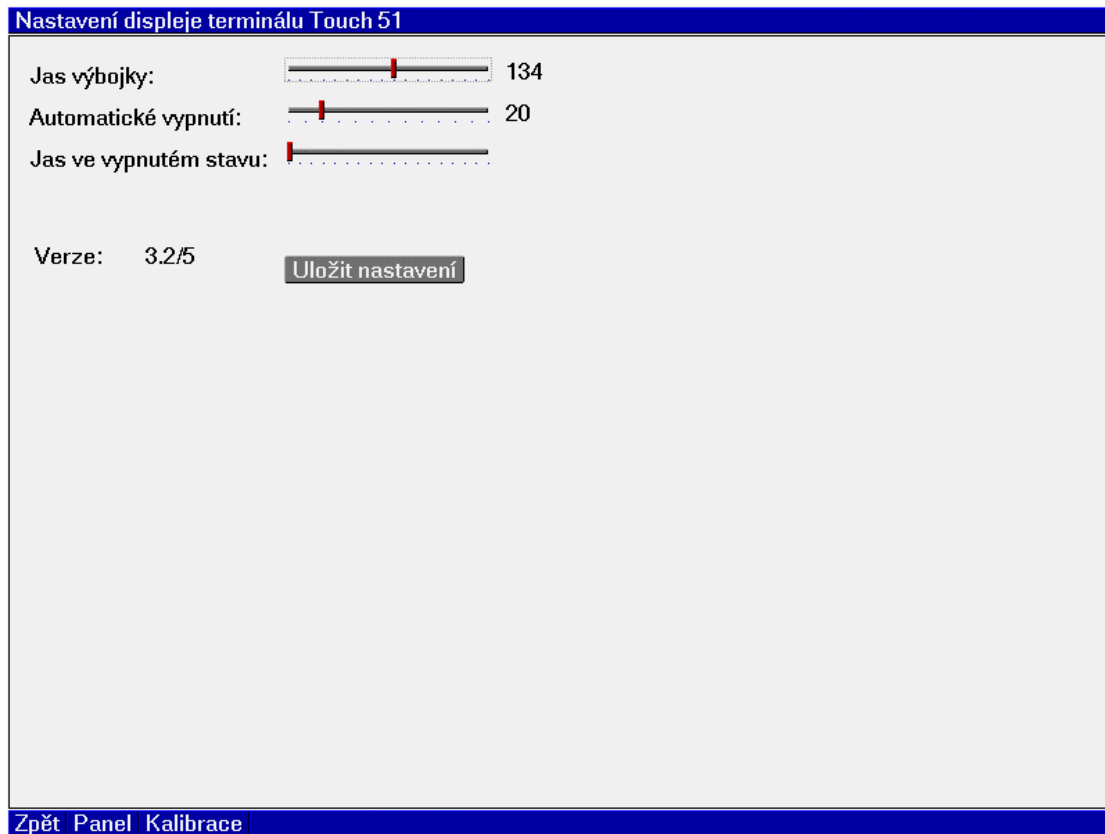 Nastavení displeje terminálu Touch 51
Jas výbojky: 134
Automatické vypnutí: 20
Jas ve vypnutém stavu:
Verze: 3.2/5
Uložit nastavení
Zpět Panel Kalibrace